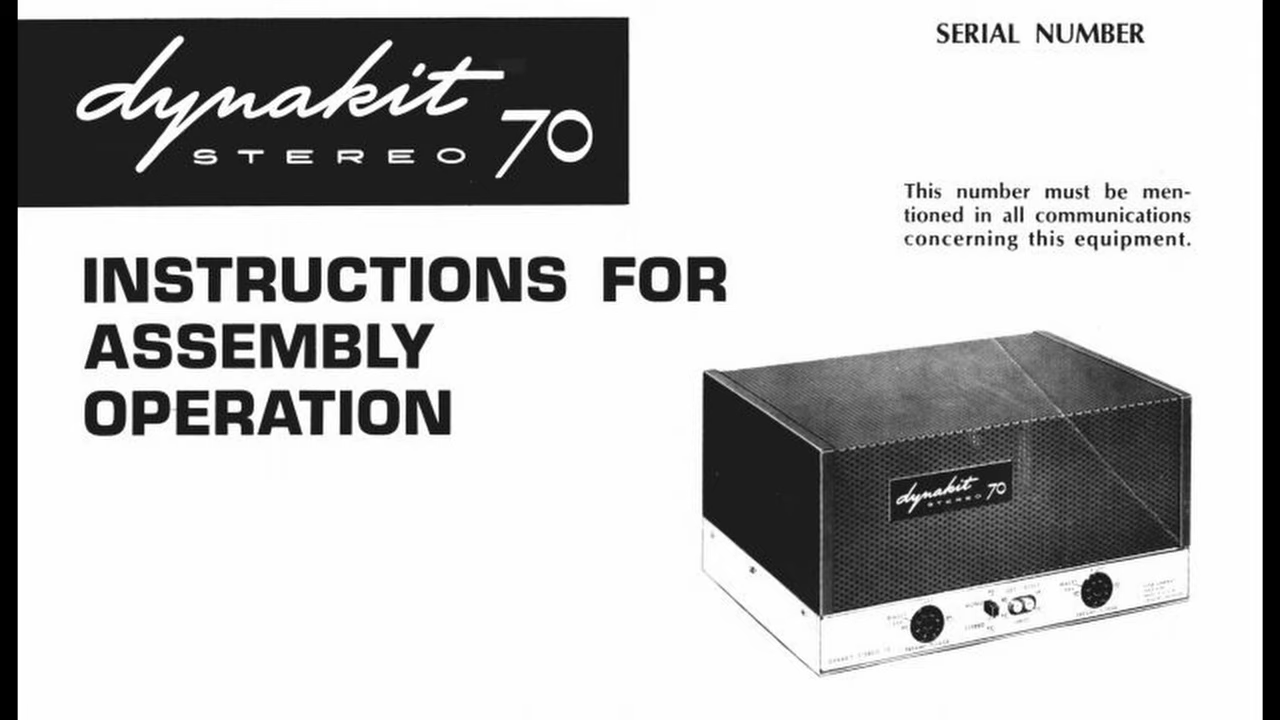 dynakit
STEREO 70
SERIAL NUMBER
This number must be men-
tioned in all communications
concerning this equipment.
INSTRUCTIONS FOR
ASSEMBLY
OPERATION
dynakit
STEREO 70